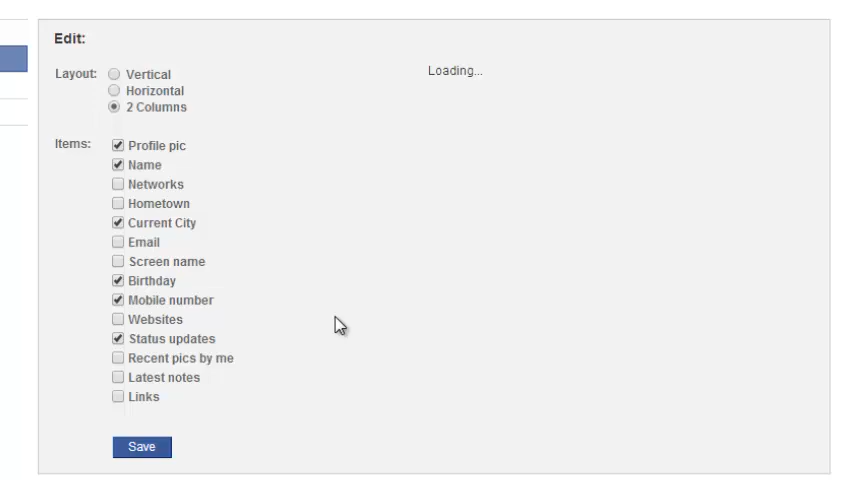 Edit:
Layout:
Vertical
Horizontal
2 Columns
Loading...
Items:
Profile pic
Name
Networks
Hometown
Current City
Email
Screen name
Birthday
Mobile number
Websites
Status updates
Recent pics by me
Latest notes
Links
Save